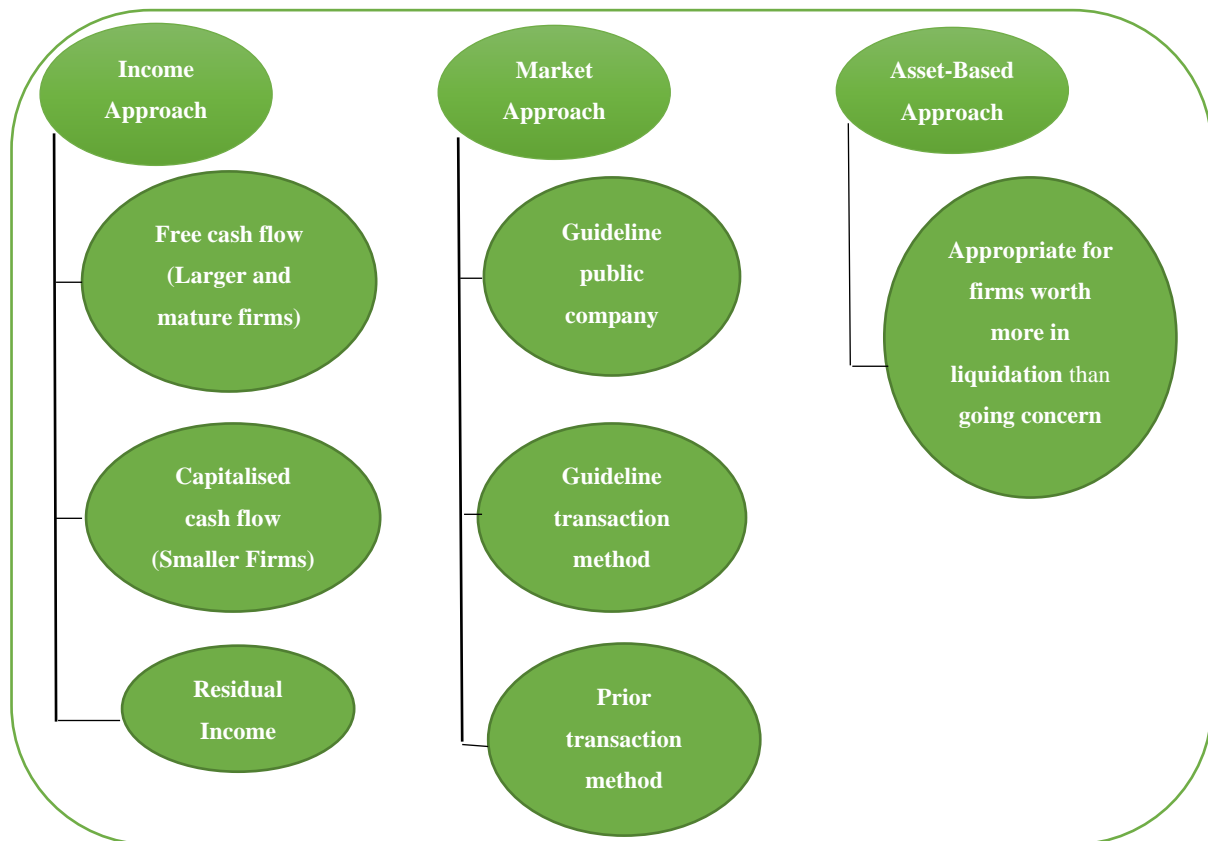 Income
Approach
Free cash flow
(Larger and
mature firms)
Capitalised
cash flow
(Smaller Firms)
Residual
Income
Market
Approach
Guideline
public
company
Guideline
transaction
method
Prior
transaction
method
Asset-Based
Approach
Appropriate for
firms worth
more in
liquidation than
going concern